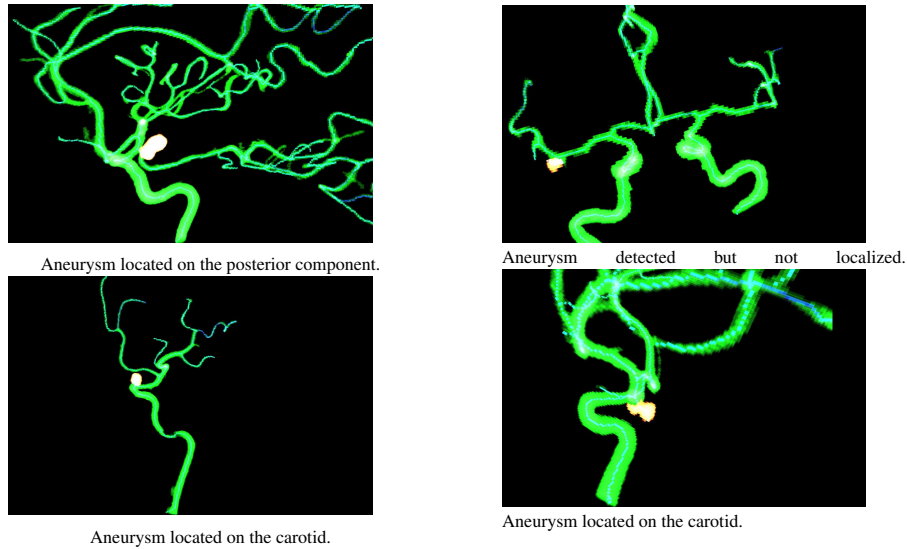 Aneurysm located on the posterior component.
Aneurysm detected but not localized.
Aneurysm located on the carotid.
Aneurysm located on the carotid.